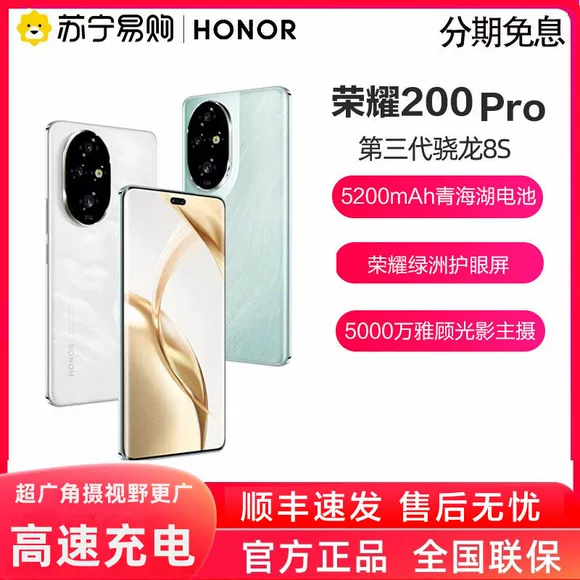 苏宁易购 | HONOR
分期免息
荣耀200 Pro
第三代骁龙8S
5200mAh青海湖电池
荣耀绿洲护眼屏
5000万雅顾光影主摄
HONOR
超广角摄视野更广
高速充电
顺丰速发 售后无忧
官方正品 全国联保